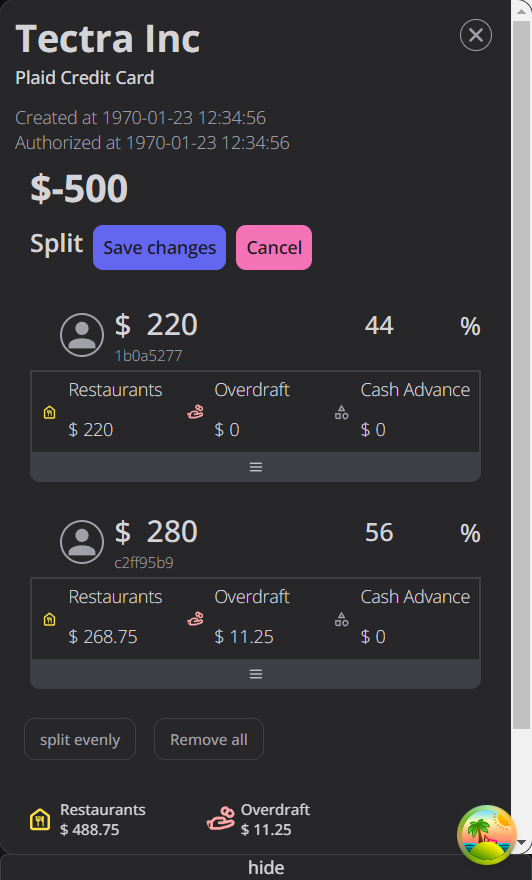 Tectra Inc
Plaid Credit Card
Created at 1970-01-23 12:34:56
Authorized at 1970-01-23 12:34:56
$-500
Split Save changes Cancel
$ 220 44 %
1b0a5277
Restaurants Overdraft Cash Advance
$ 220 $ 0 $ 0
$ 280 56 %
c2ff95b9
Restaurants Overdraft Cash Advance
$ 268.75 $ 11.25 $ 0
split evenly Remove all
Restaurants Overdraft
$ 488.75 $ 11.25
hide